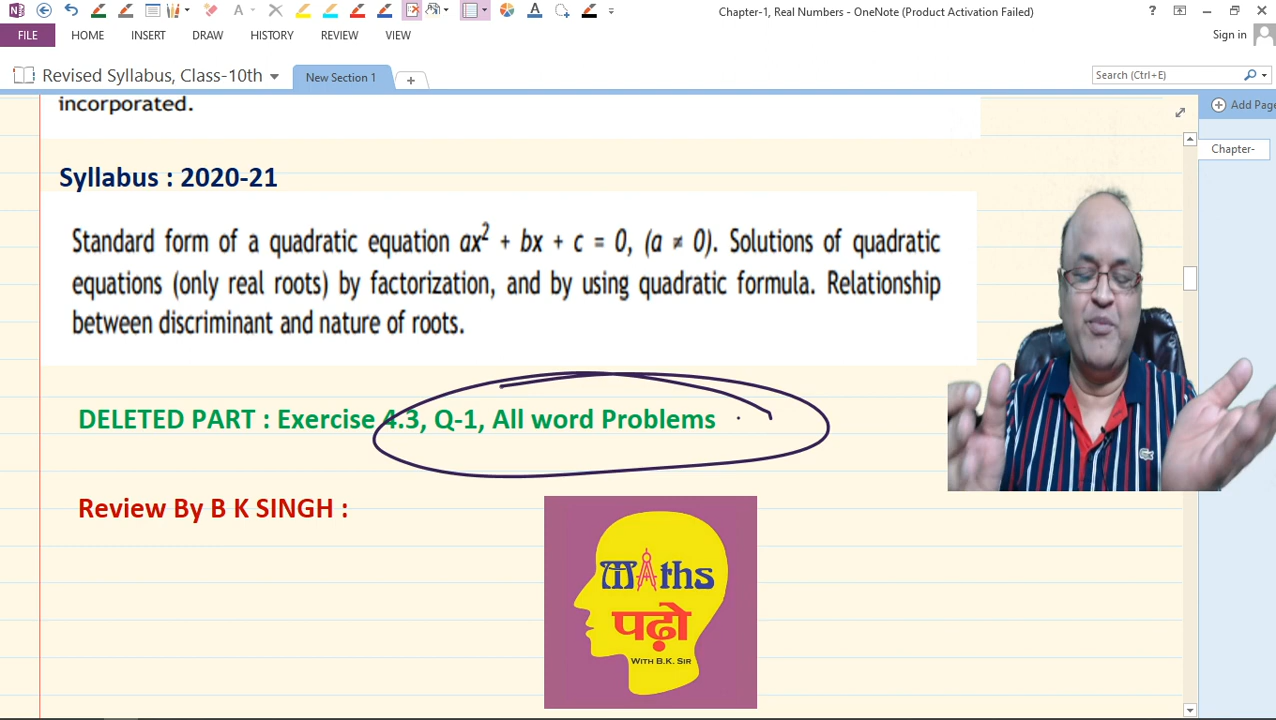 Chapter-1, Real Numbers - OneNote (Product Activation Failed)
FILE HOME INSERT DRAW HISTORY REVIEW VIEW
Sign in
Revised Syllabus, Class-10th
New Section 1
Search (Ctrl+E)
Add Page
Chapter-
incorporated.
Syllabus : 2020-21
Standard form of a quadratic equation ax² + bx + c = 0, (a ≠ 0). Solutions of quadratic
equations (only real roots) by factorization, and by using quadratic formula. Relationship
between discriminant and nature of roots.
DELETED PART : Exercise 4.3, Q-1, All word Problems
Review By B K SINGH :
Maths
पढ़ो
WITH B.K. SIR